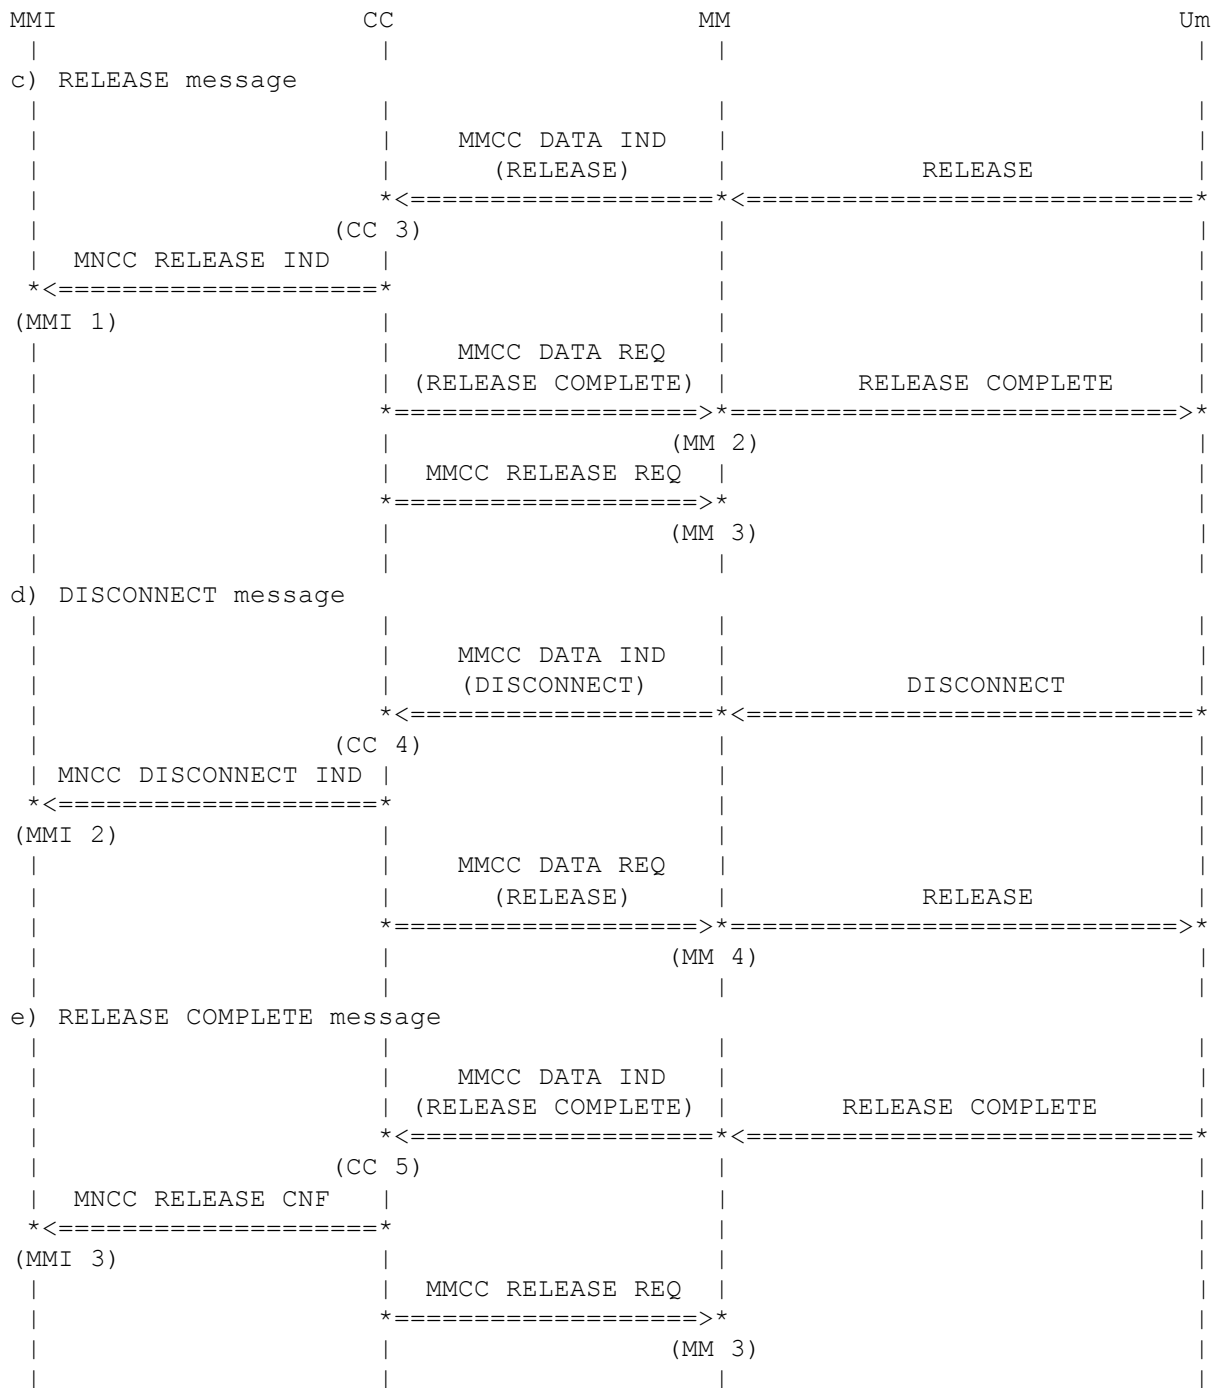 MMI CC MM Um
c) RELEASE message
MMCC DATA IND
(RELEASE) RELEASE
(CC 3)
MNCC RELEASE IND
(MMI 1)
MMCC DATA REQ
(RELEASE COMPLETE) RELEASE COMPLETE
(MM 2)
MMCC RELEASE REQ
(MM 3)
d) DISCONNECT message
MMCC DATA IND
(DISCONNECT) DISCONNECT
(CC 4)
MNCC DISCONNECT IND
(MMI 2)
MMCC DATA REQ
(RELEASE) RELEASE
(MM 4)
e) RELEASE COMPLETE message
MMCC DATA IND
(RELEASE COMPLETE) RELEASE COMPLETE
(CC 5)
MNCC RELEASE CNF
(MMI 3)
MMCC RELEASE REQ
(MM 3)